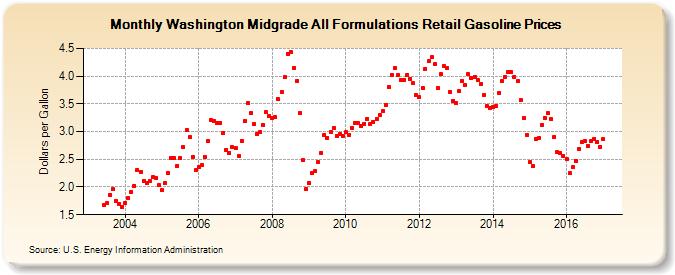 Monthly Washington Midgrade All Formulations Retail Gasoline Prices
Dollars per Gallon
4.5
4.0
3.5
3.0
2.5
2.0
1.5
2004 2006 2008 2010 2012 2014 2016
Source: U.S. Energy Information Administration